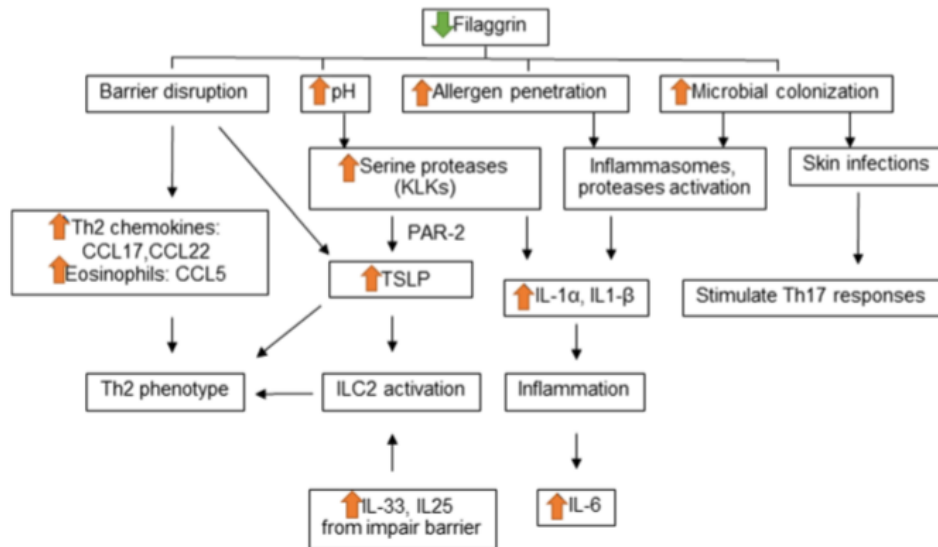 Filaggrin
Barrier disruption
pH
Allergen penetration
Microbial colonization
Serine proteases
(KLKs)
Inflammasomes,
proteases activation
Skin infections
PAR-2
Th2 chemokines:
CCL17,CCL22
Eosinophils: CCL5
TSLP
IL-1α, IL1-β
Stimulate Th17 responses
Th2 phenotype
ILC2 activation
Inflammation
IL-33, IL25
from impair barrier
IL-6